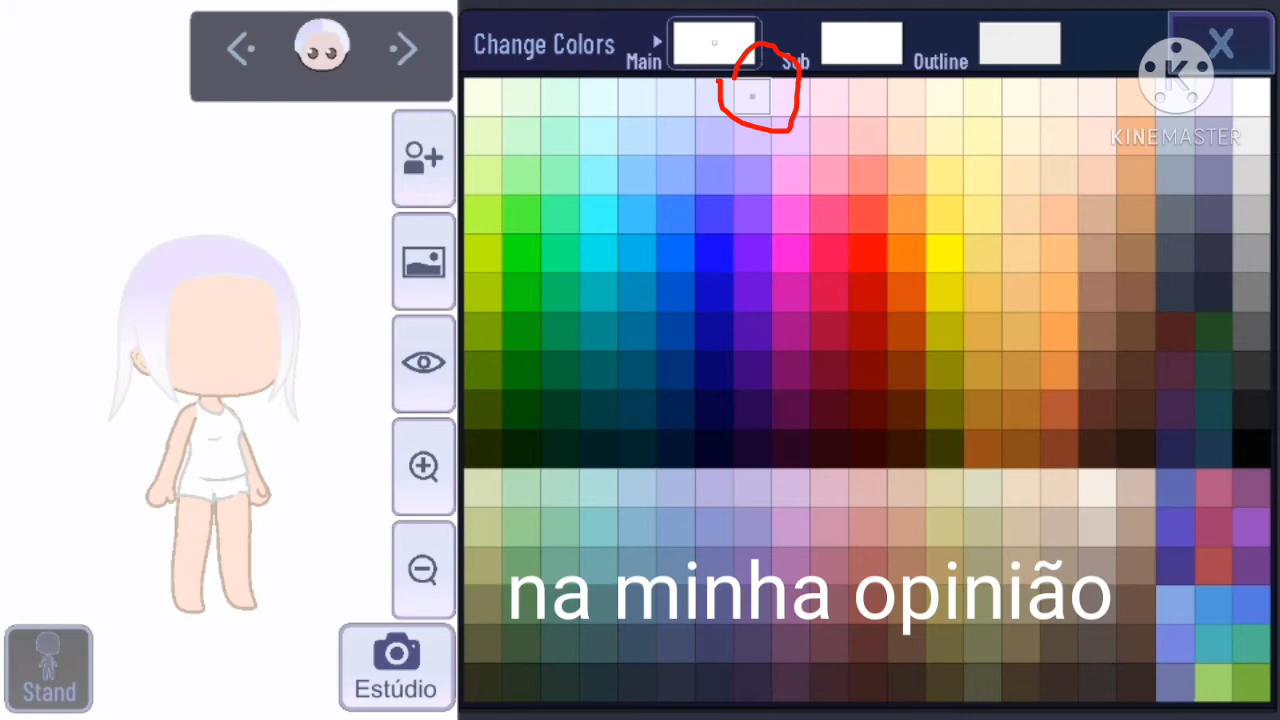 Change Colors
Main
Sub
Outline
X
K
KINEMASTER
na minha opinião
Stand
Estúdio